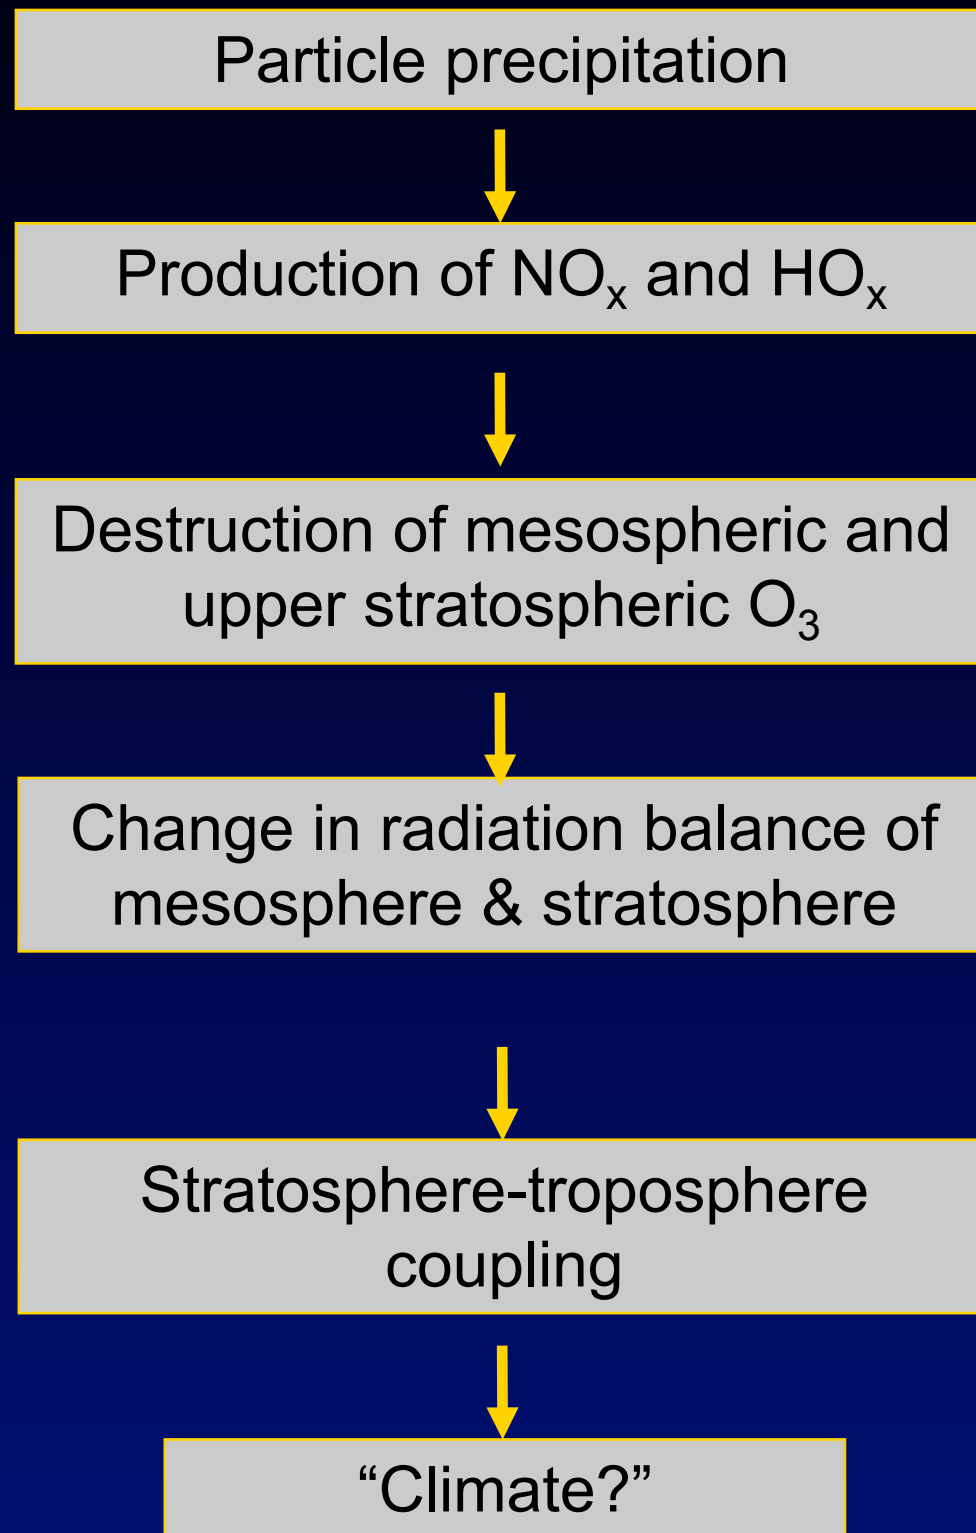 Particle precipitation
Production of NOₓ and HOₓ
Destruction of mesospheric and
upper stratospheric O₃
Change in radiation balance of
mesosphere & stratosphere
Stratosphere-troposphere
coupling
“Climate?”